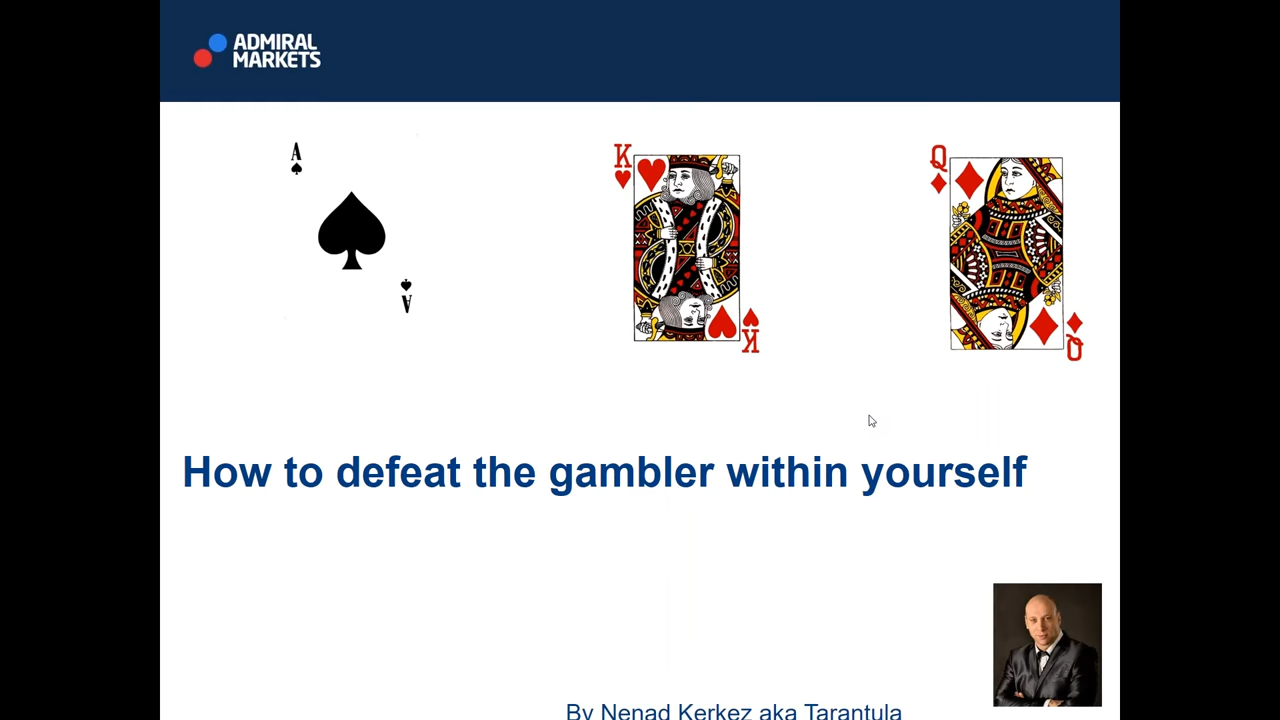 ADMIRAL
MARKETS
A
K
Q
A
K
Q
How to defeat the gambler within yourself
By Nenad Kerkez aka Tarantula